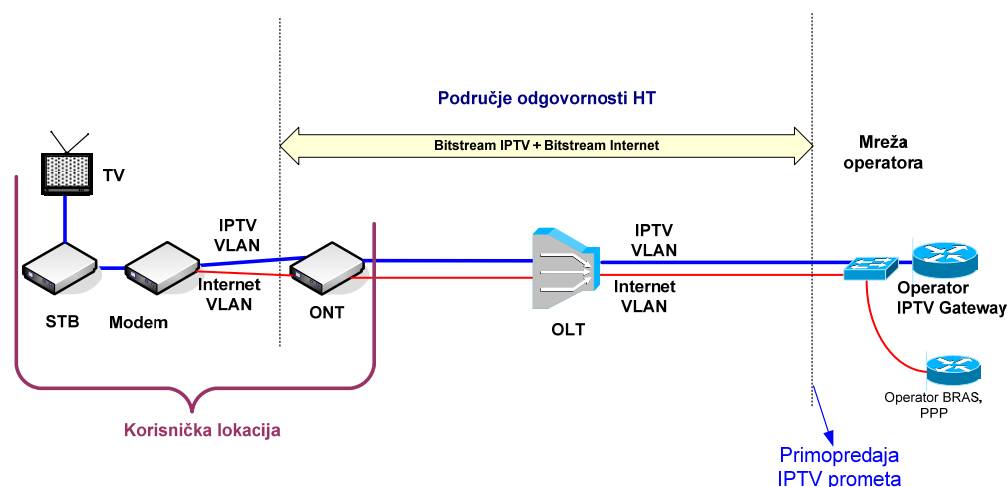 Područje odgovornosti HT
Bitstream IPTV + Bitstream Internet
Mreža
operatora
TV
IPTV
VLAN
Internet
VLAN
STB
Modem
ONT
OLT
IPTV
VLAN
Internet
VLAN
Operator
IPTV Gateway
Operator BRAS,
PPP
Korisnička lokacija
Primopredaja
IPTV prometa